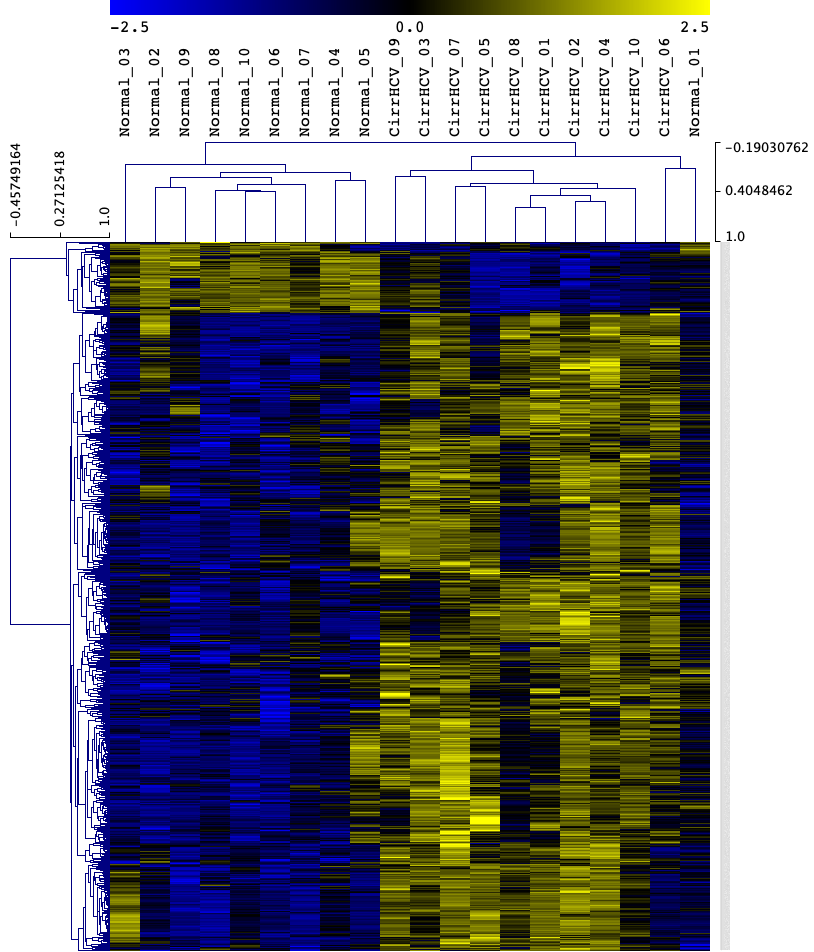 -2.5 0.0 2.5
Normal_03
Normal_02
Normal_09
Normal_08
Normal_10
Normal_06
Normal_07
Normal_04
Normal_05
CirrHCV_09
CirrHCV_03
CirrHCV_07
CirrHCV_05
CirrHCV_08
CirrHCV_01
CirrHCV_02
CirrHCV_04
CirrHCV_10
CirrHCV_06
Normal_01
-0.19030762
0.4048462
1.0
-0.45749164
0.27125418
1.0